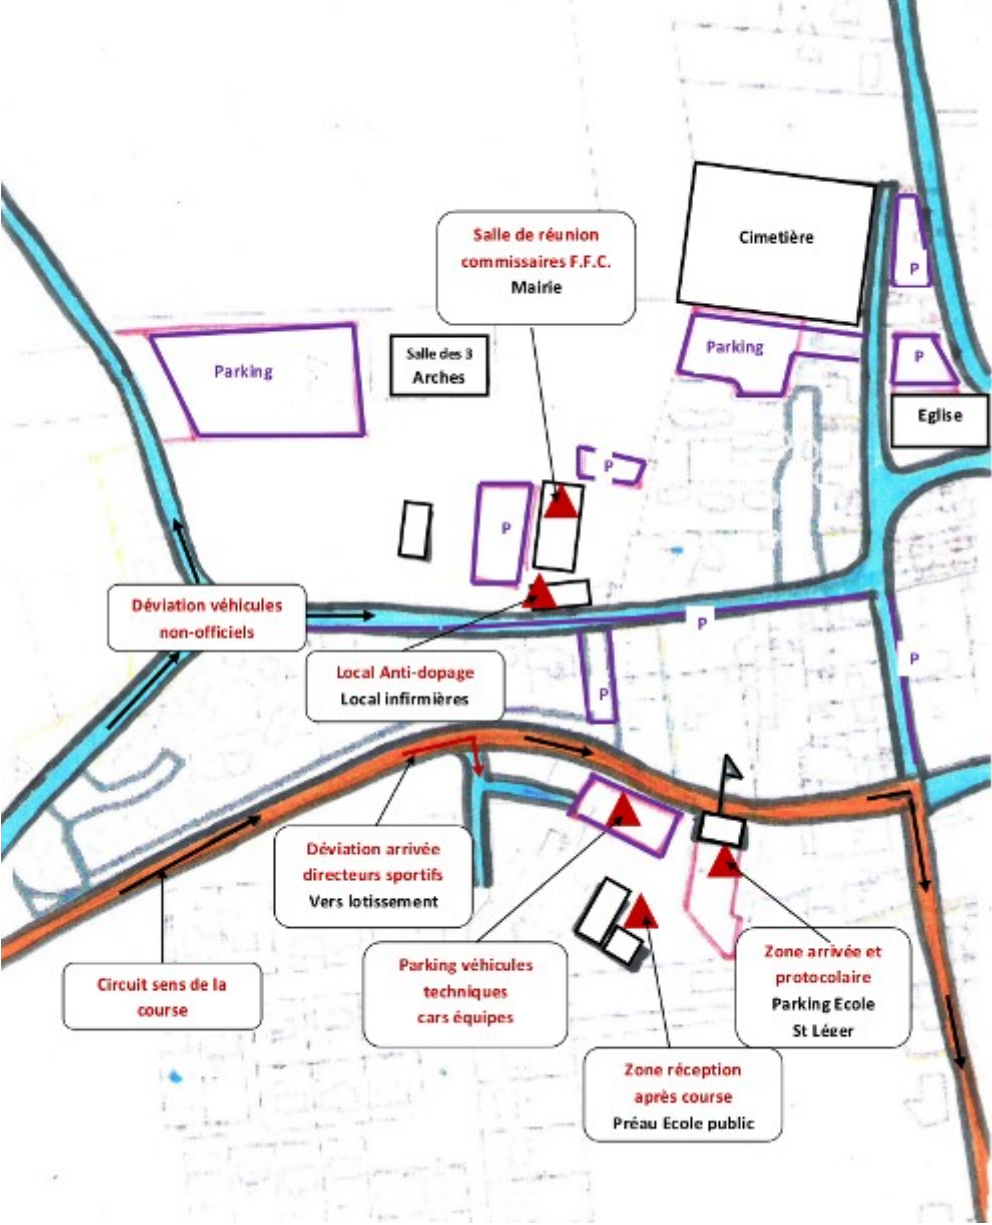 Cimetière
Salle de réunion
commissaires F.F.C.
Mairie
P
Parking
Parking
Salle des 3
Arches
P
Eglise
P
P
Déviation véhicules
non-officiels
P
P
Local Anti-dopage
Local infirmières
P
Déviation arrivée
directeurs sportifs
Vers lotissement
Circuit sens de la
course
Parking véhicules
techniques
cars équipes
Zone arrivée et
protocolaire
Parking Ecole
St Léger
Zone réception
après course
Préau Ecole public